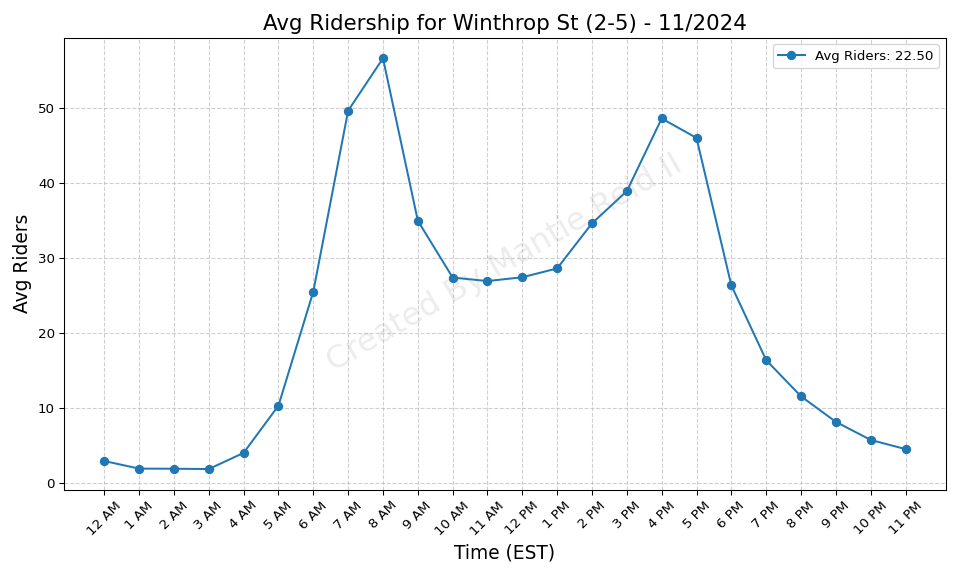 Avg Ridership for Winthrop St (2-5) - 11/2024
Avg Riders: 22.50
Avg Riders
50
40
30
20
10
0
Created By Mantle Reid II
12 AM
1 AM
2 AM
3 AM
4 AM
5 AM
6 AM
7 AM
8 AM
9 AM
10 AM
11 AM
12 PM
1 PM
2 PM
3 PM
4 PM
5 PM
6 PM
7 PM
8 PM
9 PM
10 PM
11 PM
Time (EST)